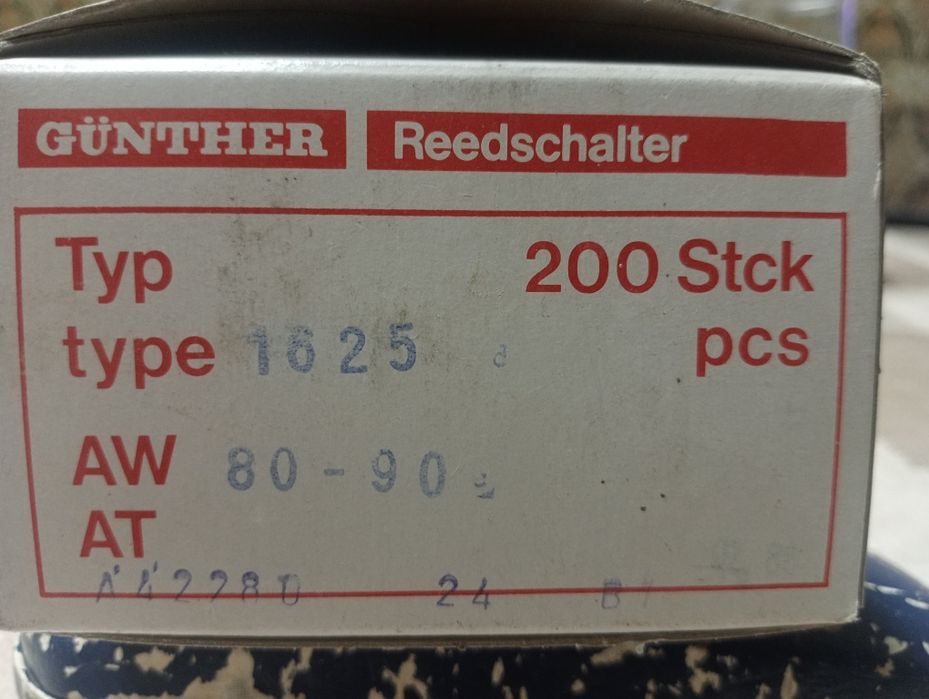 GÜNTHER Reedschalter
Typ 200 Stck
type 1625 pcs
AW 80-90
AT
24